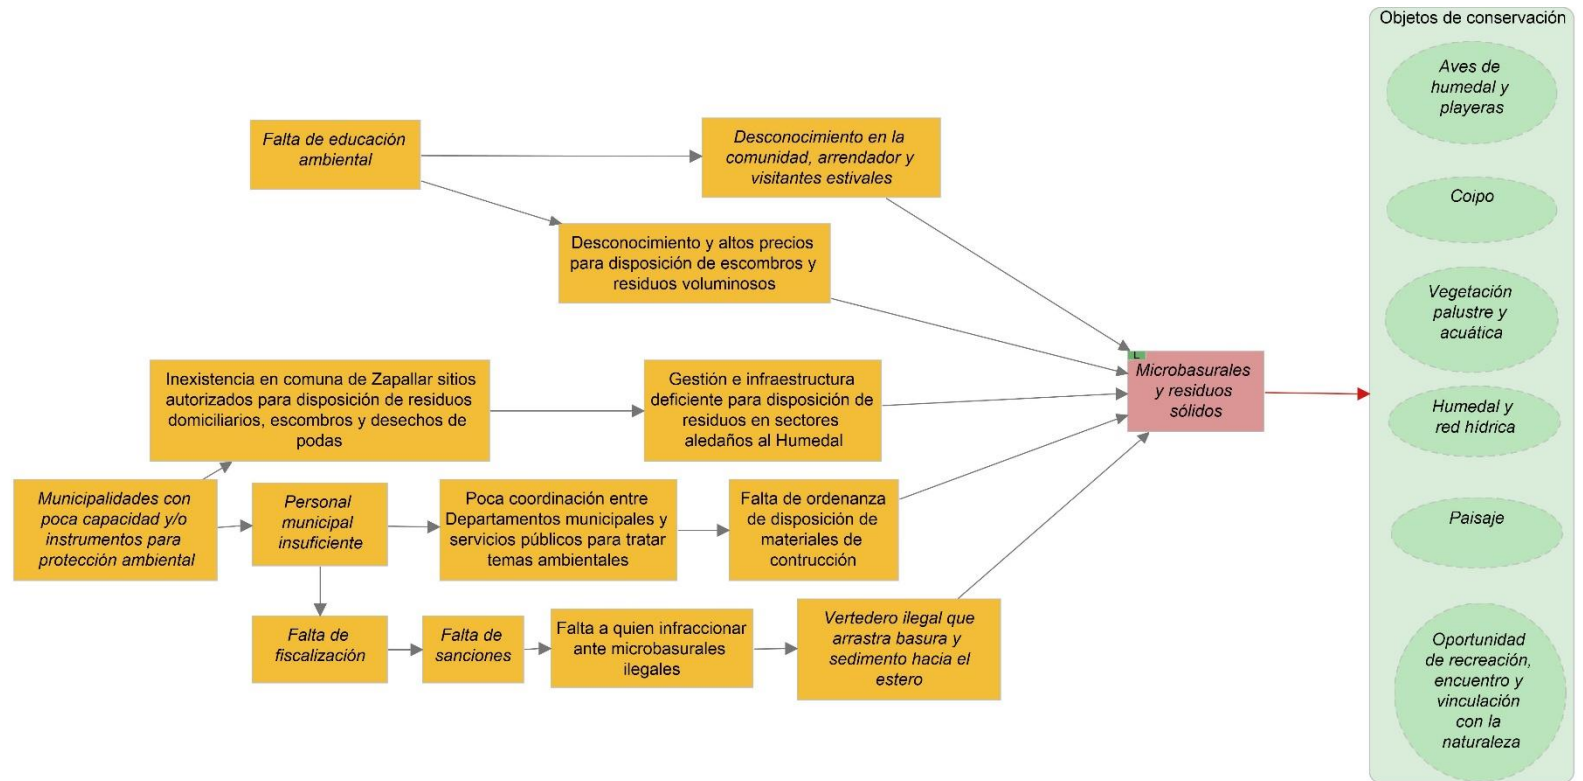 Objetos de conservación
Aves de
humedal y
playeras
Coipo
Vegetación
palustre y
acuática
Humedal y
red hídrica
Paisaje
Oportunidad
de recreación,
encuentro y
vinculación
con la
naturaleza
Falta de educación
ambiental
Desconocimiento en la
comunidad, arrendador y
visitantes estivales
Desconocimiento y altos precios
para disposición de escombros y
residuos voluminosos
Inexistencia en comuna de Zapallar sitios
autorizados para disposición de residuos
domiciliarios, escombros y desechos de
podas
Gestión e infraestructura
deficiente para disposición de
residuos en sectores
aledaños al Humedal
L
Microbasurales
y residuos
sólidos
Municipalidades con
poca capacidad y/o
instrumentos para
protección ambiental
Personal
municipal
insuficiente
Poca coordinación entre
Departamentos municipales y
servicios públicos para tratar
temas ambientales
Falta de ordenanza
de disposición de
materiales de
contrucción
Falta de
fiscalización
Falta de
sanciones
Falta a quien infraccionar
ante microbasurales
ilegales
Vertedero ilegal que
arrastra basura y
sedimento hacia el
estero